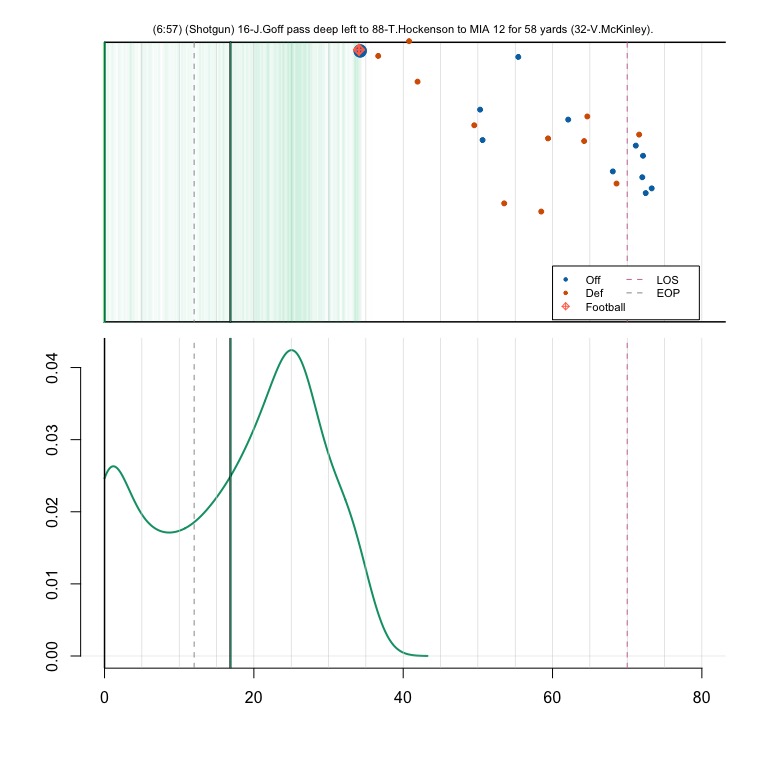 (6:57) (Shotgun) 16-J.Goff pass deep left to 88-T.Hockenson to MIA 12 for 58 yards (32-V.McKinley).
Off LOS
Def EOP
Football
0.04
0.03
0.02
0.01
0.00
0 20 40 60 80